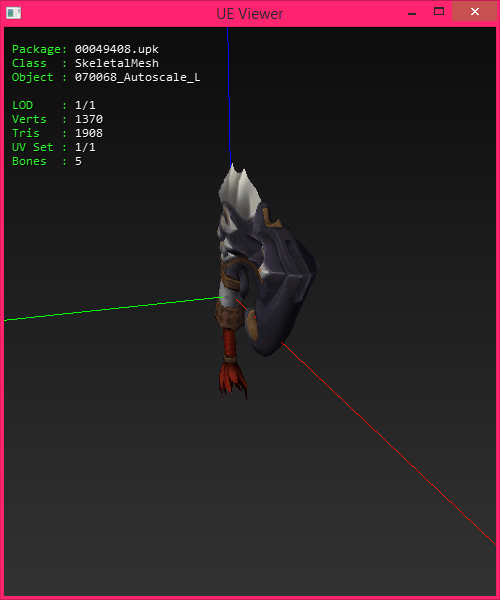 UE Viewer
Package: 00049408.upk
Class : SkeletalMesh
Object : 070068_Autoscale_L
LOD : 1/1
Verts : 1370
Tris : 1908
UV Set : 1/1
Bones : 5